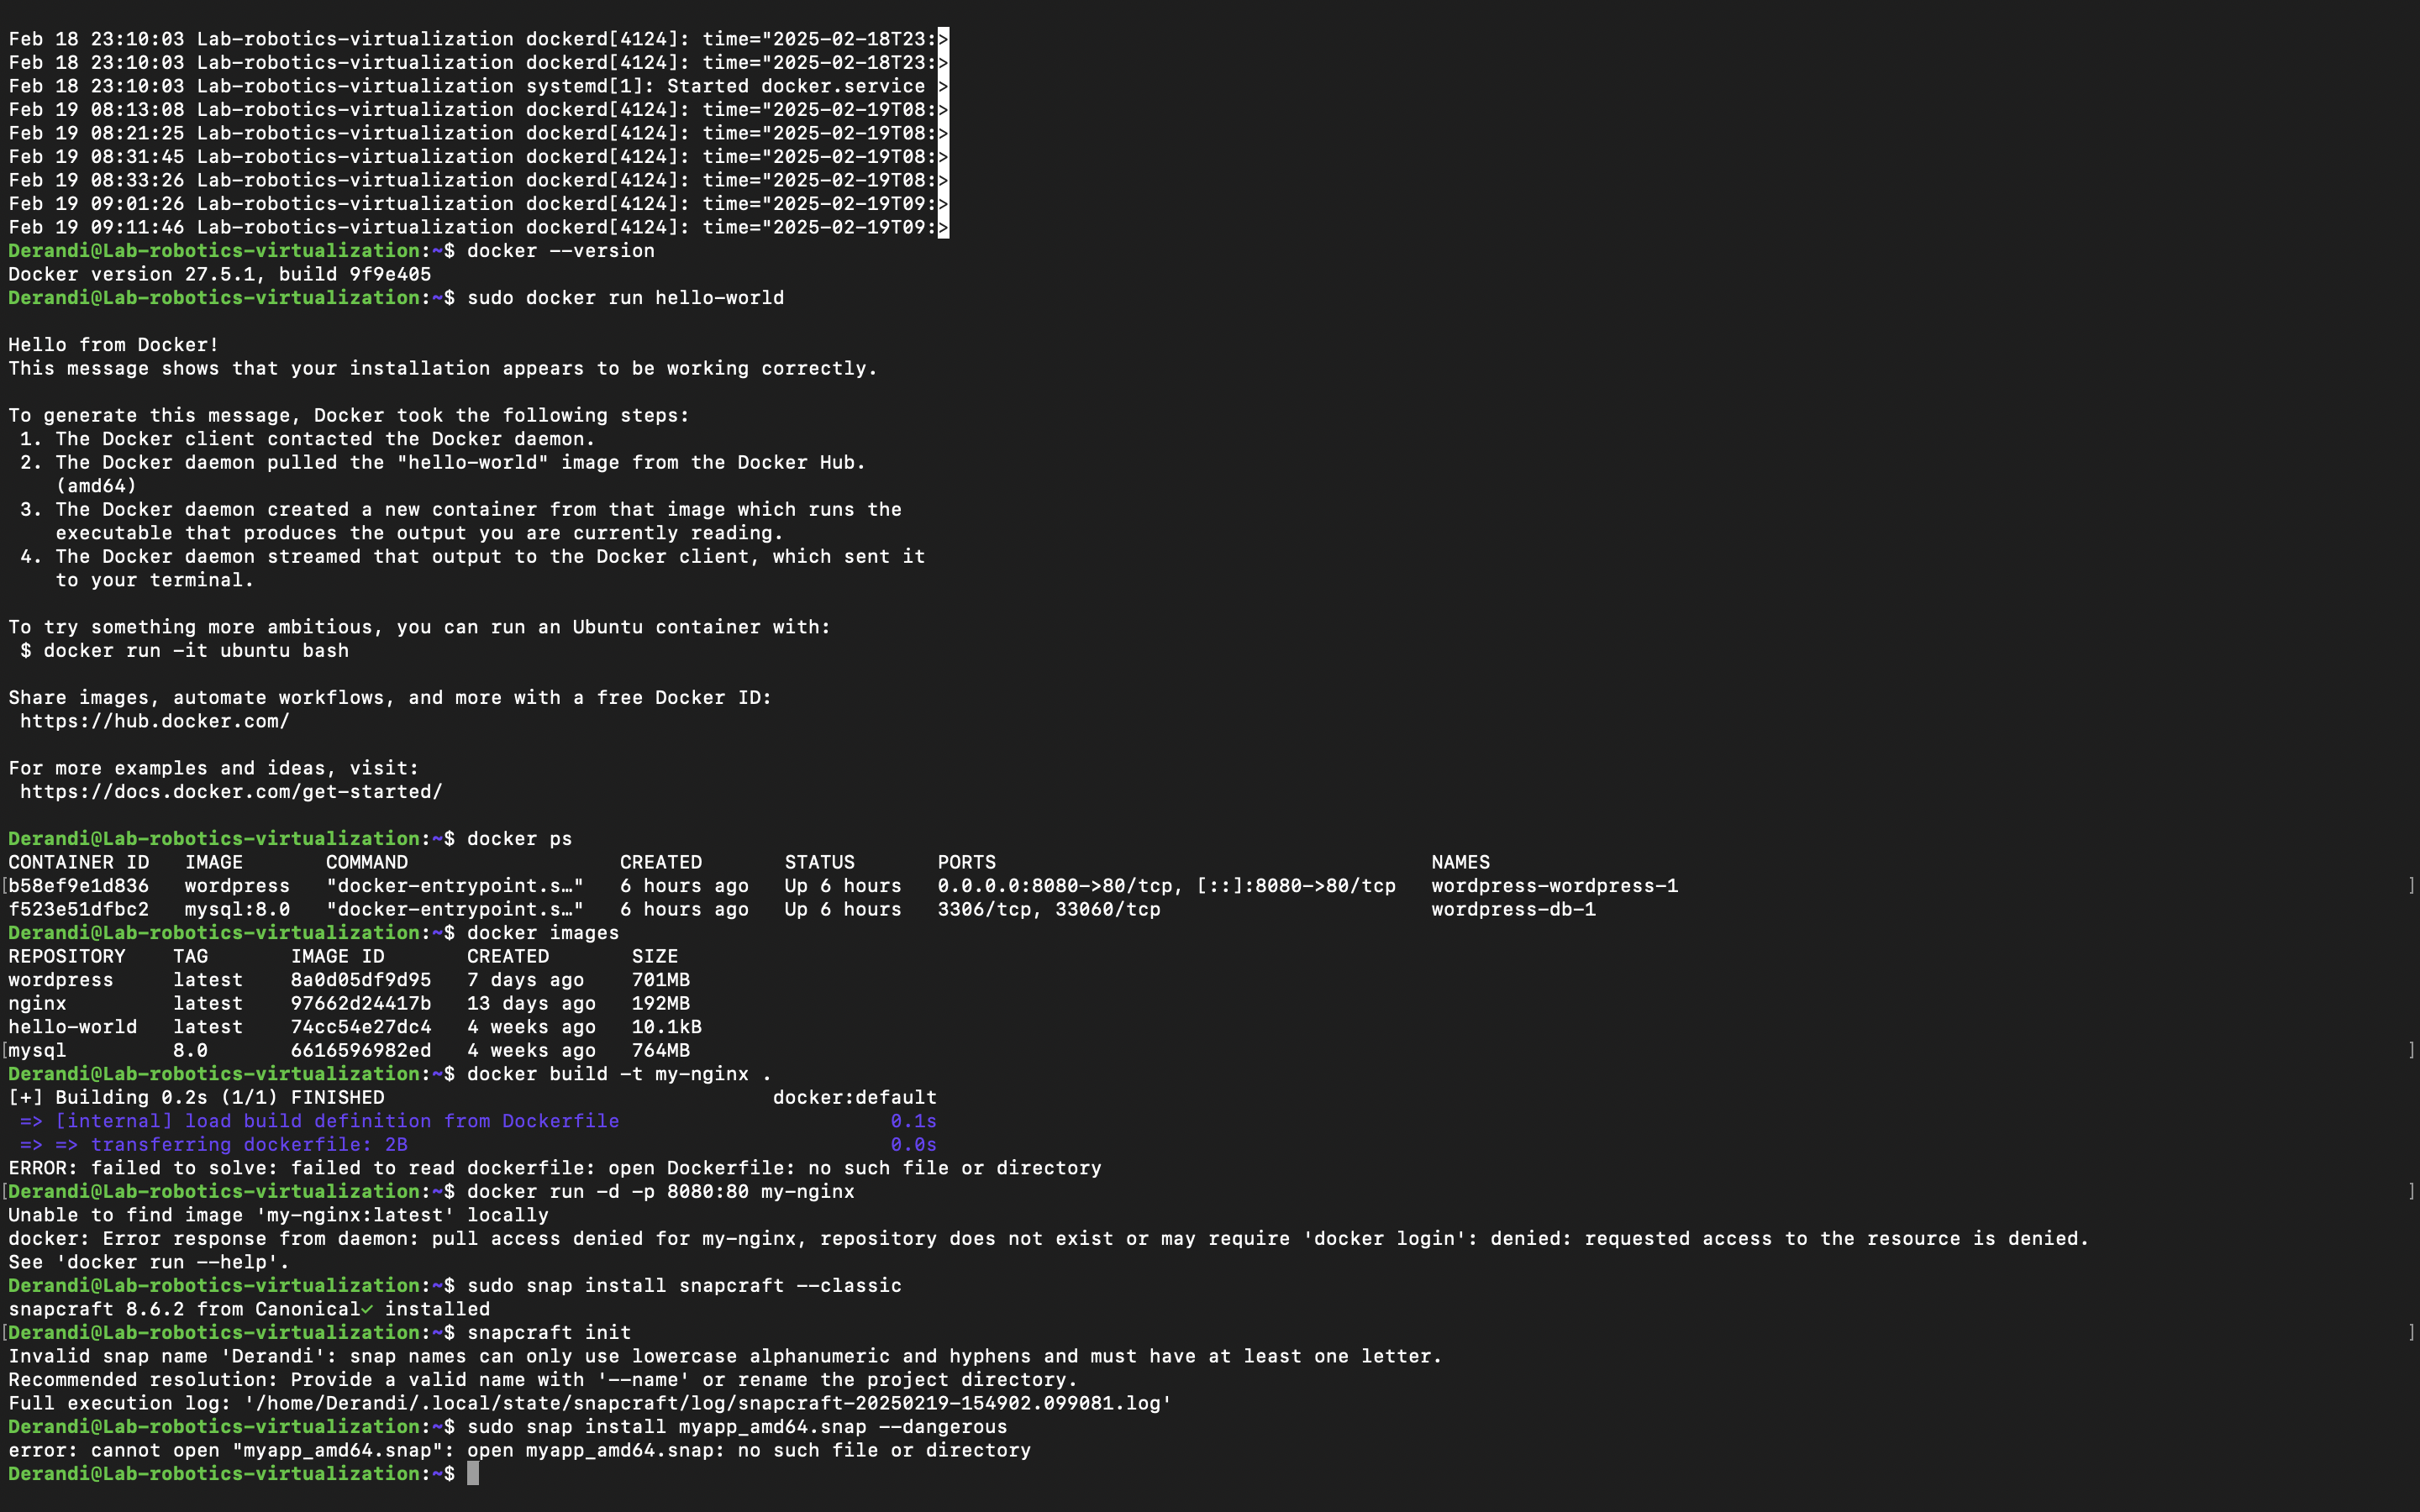 Feb 18 23:10:03 Lab-robotics-virtualization dockerd[4124]: time="2025-02-18T23:>
Feb 18 23:10:03 Lab-robotics-virtualization dockerd[4124]: time="2025-02-18T23:>
Feb 18 23:10:03 Lab-robotics-virtualization systemd[1]: Started docker.service >
Feb 19 08:13:08 Lab-robotics-virtualization dockerd[4124]: time="2025-02-19T08:>
Feb 19 08:21:25 Lab-robotics-virtualization dockerd[4124]: time="2025-02-19T08:>
Feb 19 08:31:45 Lab-robotics-virtualization dockerd[4124]: time="2025-02-19T08:>
Feb 19 08:33:26 Lab-robotics-virtualization dockerd[4124]: time="2025-02-19T08:>
Feb 19 09:01:26 Lab-robotics-virtualization dockerd[4124]: time="2025-02-19T09:>
Feb 19 09:11:46 Lab-robotics-virtualization dockerd[4124]: time="2025-02-19T09:>
Derandi@Lab-robotics-virtualization:~$ docker --version
Docker version 27.5.1, build 9f9e405
Derandi@Lab-robotics-virtualization:~$ sudo docker run hello-world

Hello from Docker!
This message shows that your installation appears to be working correctly.

To generate this message, Docker took the following steps:
 1. The Docker client contacted the Docker daemon.
 2. The Docker daemon pulled the "hello-world" image from the Docker Hub.
    (amd64)
 3. The Docker daemon created a new container from that image which runs the
    executable that produces the output you are currently reading.
 4. The Docker daemon streamed that output to the Docker client, which sent it
    to your terminal.

To try something more ambitious, you can run an Ubuntu container with:
 $ docker run -it ubuntu bash

Share images, automate workflows, and more with a free Docker ID:
 https://hub.docker.com/

For more examples and ideas, visit:
 https://docs.docker.com/get-started/

Derandi@Lab-robotics-virtualization:~$ docker ps
CONTAINER ID   IMAGE       COMMAND                  CREATED       STATUS       PORTS                                     NAMES
[b58ef9e1d836   wordpress   "docker-entrypoint.s…"   6 hours ago   Up 6 hours   0.0.0.0:8080->80/tcp, [::]:8080->80/tcp   wordpress-wordpress-1 ]
f523e51dfbc2   mysql:8.0   "docker-entrypoint.s…"   6 hours ago   Up 6 hours   3306/tcp, 33060/tcp                       wordpress-db-1
Derandi@Lab-robotics-virtualization:~$ docker images
REPOSITORY    TAG       IMAGE ID       CREATED       SIZE
wordpress     latest    8a0d05df9d95   7 days ago    701MB
nginx         latest    97662d24417b   13 days ago   192MB
hello-world   latest    74cc54e27dc4   4 weeks ago   10.1kB
[mysql         8.0       6616596982ed   4 weeks ago   764MB ]
Derandi@Lab-robotics-virtualization:~$ docker build -t my-nginx .
[+] Building 0.2s (1/1) FINISHED                                 docker:default
 => [internal] load build definition from Dockerfile                       0.1s
 => => transferring dockerfile: 2B                                         0.0s
ERROR: failed to solve: failed to read dockerfile: open Dockerfile: no such file or directory
[Derandi@Lab-robotics-virtualization:~$ docker run -d -p 8080:80 my-nginx ]
Unable to find image 'my-nginx:latest' locally
docker: Error response from daemon: pull access denied for my-nginx, repository does not exist or may require 'docker login': denied: requested access to the resource is denied.
See 'docker run --help'.
Derandi@Lab-robotics-virtualization:~$ sudo snap install snapcraft --classic
snapcraft 8.6.2 from Canonical✓ installed
[Derandi@Lab-robotics-virtualization:~$ snapcraft init ]
Invalid snap name 'Derandi': snap names can only use lowercase alphanumeric and hyphens and must have at least one letter.
Recommended resolution: Provide a valid name with '--name' or rename the project directory.
Full execution log: '/home/Derandi/.local/state/snapcraft/log/snapcraft-20250219-154902.099081.log'
Derandi@Lab-robotics-virtualization:~$ sudo snap install myapp_amd64.snap --dangerous
error: cannot open "myapp_amd64.snap": open myapp_amd64.snap: no such file or directory
Derandi@Lab-robotics-virtualization:~$